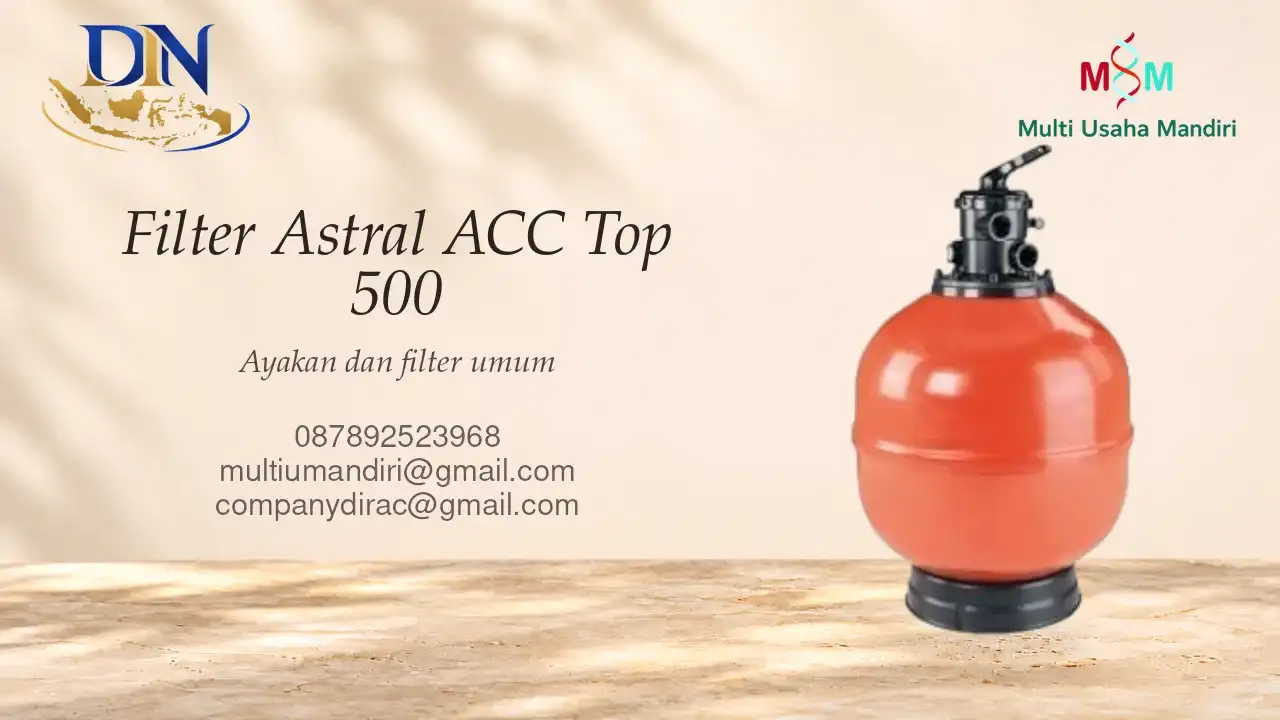 DIN
M M
Multi Usaha Mandiri
Filter Astral ACC Top
500
Ayakan dan filter umum
087892523968
multiumandiri@gmail.com
companydirac@gmail.com